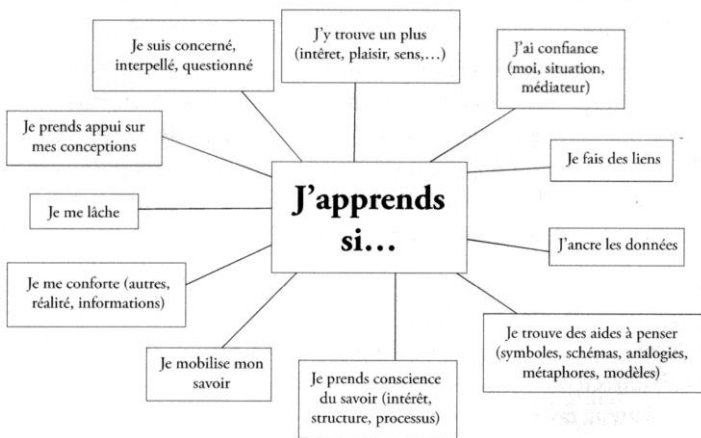 Je suis concerné,
interpellé, questionné
J'y trouve un plus
(intêret, plaisir, sens,…)
J'ai confiance
(moi, situation,
médiateur)
Je prends appui sur
mes conceptions
Je fais des liens
J'apprends
si…
Je me lâche
J'ancre les données
Je me conforte (autres,
réalité, informations)
Je trouve des aides à penser
(symboles, schémas, analogies,
métaphores, modèles)
Je mobilise mon
savoir
Je prends conscience
du savoir (intérêt,
structure, processus)